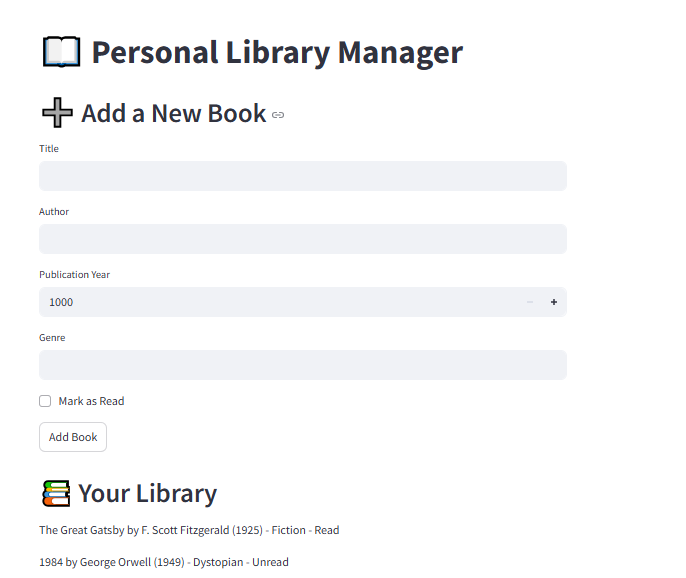 Personal Library Manager
Add a New Book
Title
Author
Publication Year
1000
Genre
Mark as Read
Add Book
Your Library
The Great Gatsby by F. Scott Fitzgerald (1925) - Fiction - Read
1984 by George Orwell (1949) - Dystopian - Unread